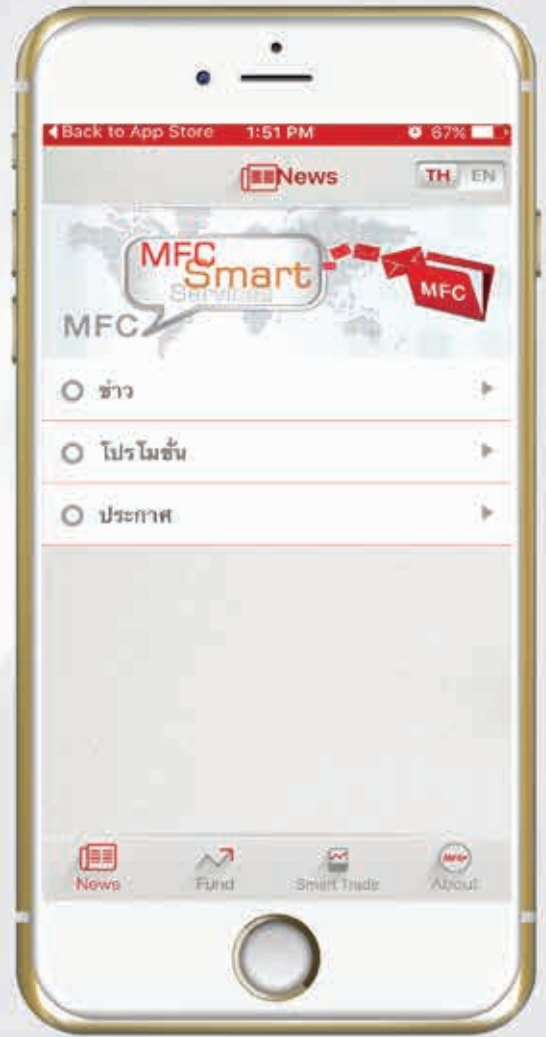 Back to App Store 1:51 PM 67%
News TH EN
MFC
Smart
Services
MFC
MFC
ข่าว
โปรโมชั่น
ประกาศ
News Fund Smart Trade About